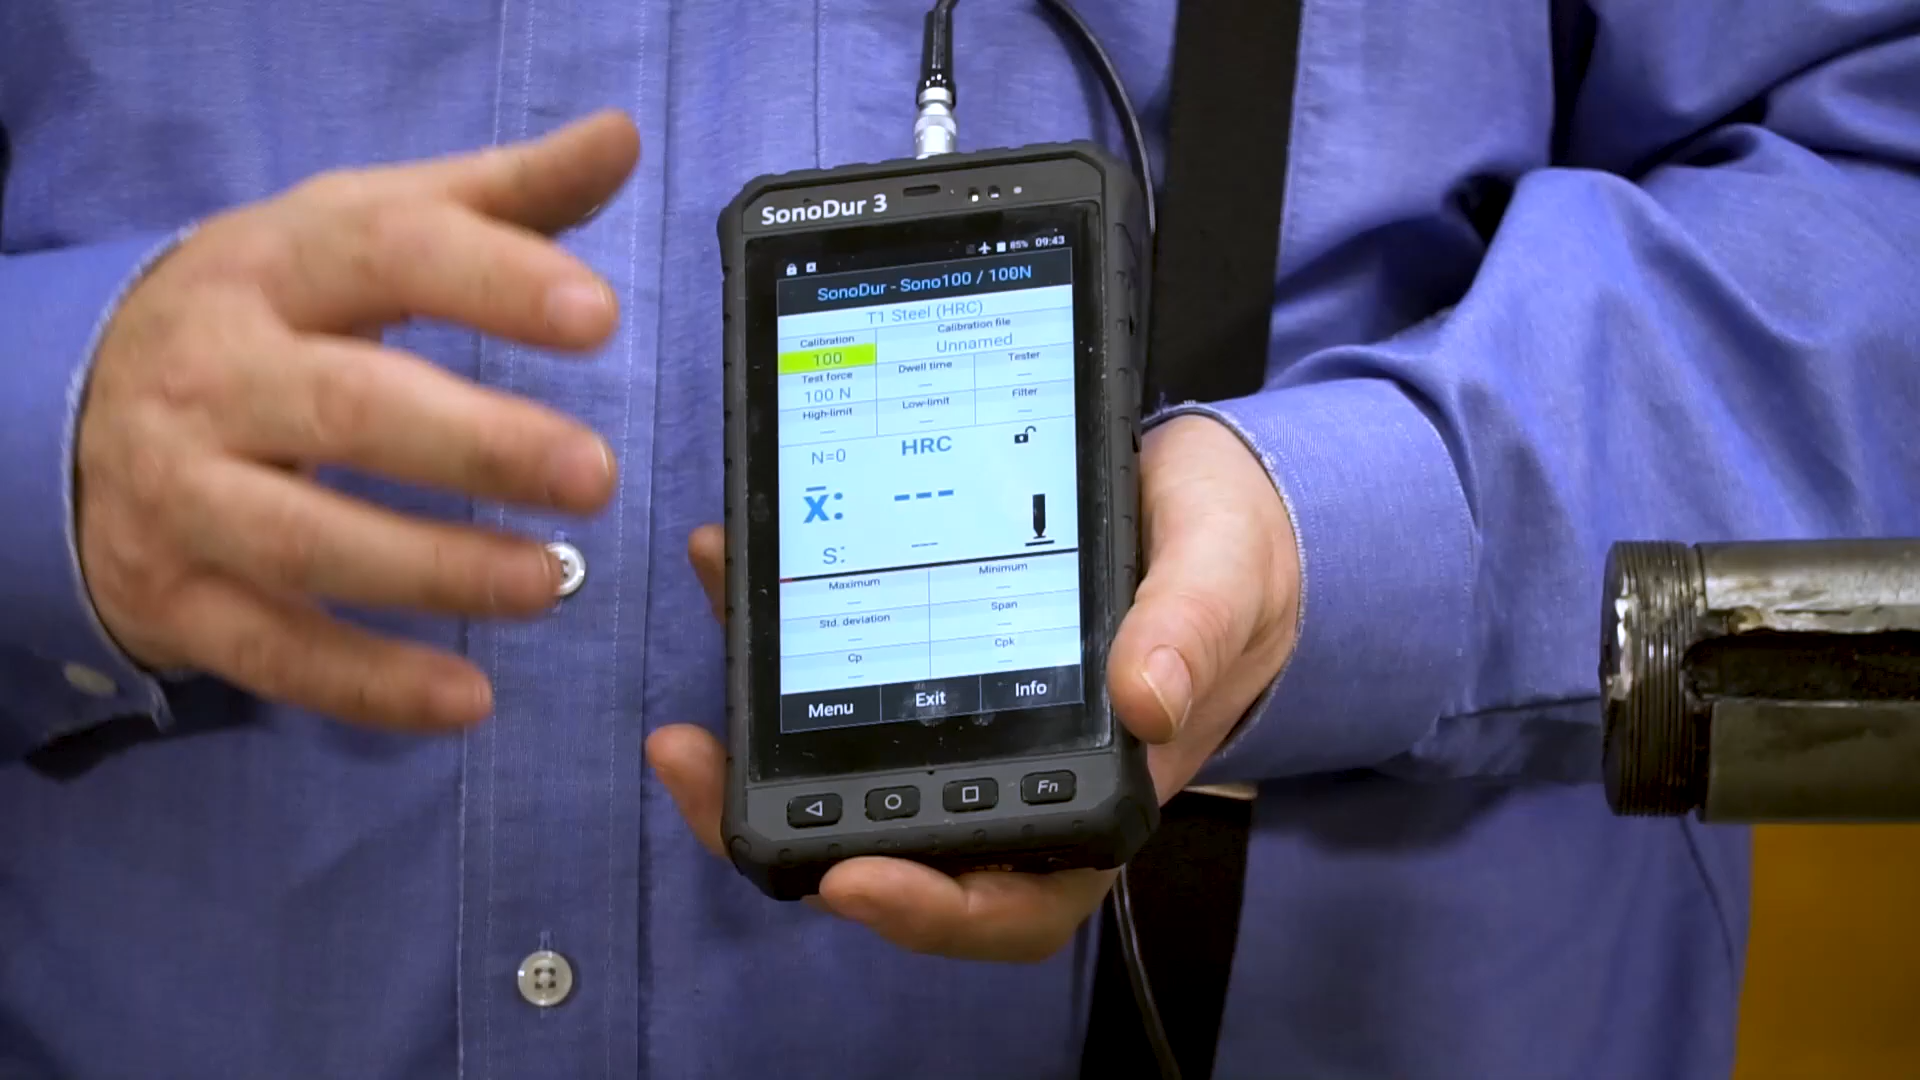 SonoDur 3
85% 09:43
SonoDur - Sono100 / 100N
T1 Steel (HRC)
Calibration Calibration file
100 Unnamed
Test force Dwell time Tester
100 N --- ---
High-limit Low-limit Filter
--- --- ---
N=0 HRC
x̄: ---
s: ---
Maximum Minimum
--- ---
Std. deviation Span
--- ---
Cp Cpk
--- ---
Menu Exit Info
Fn